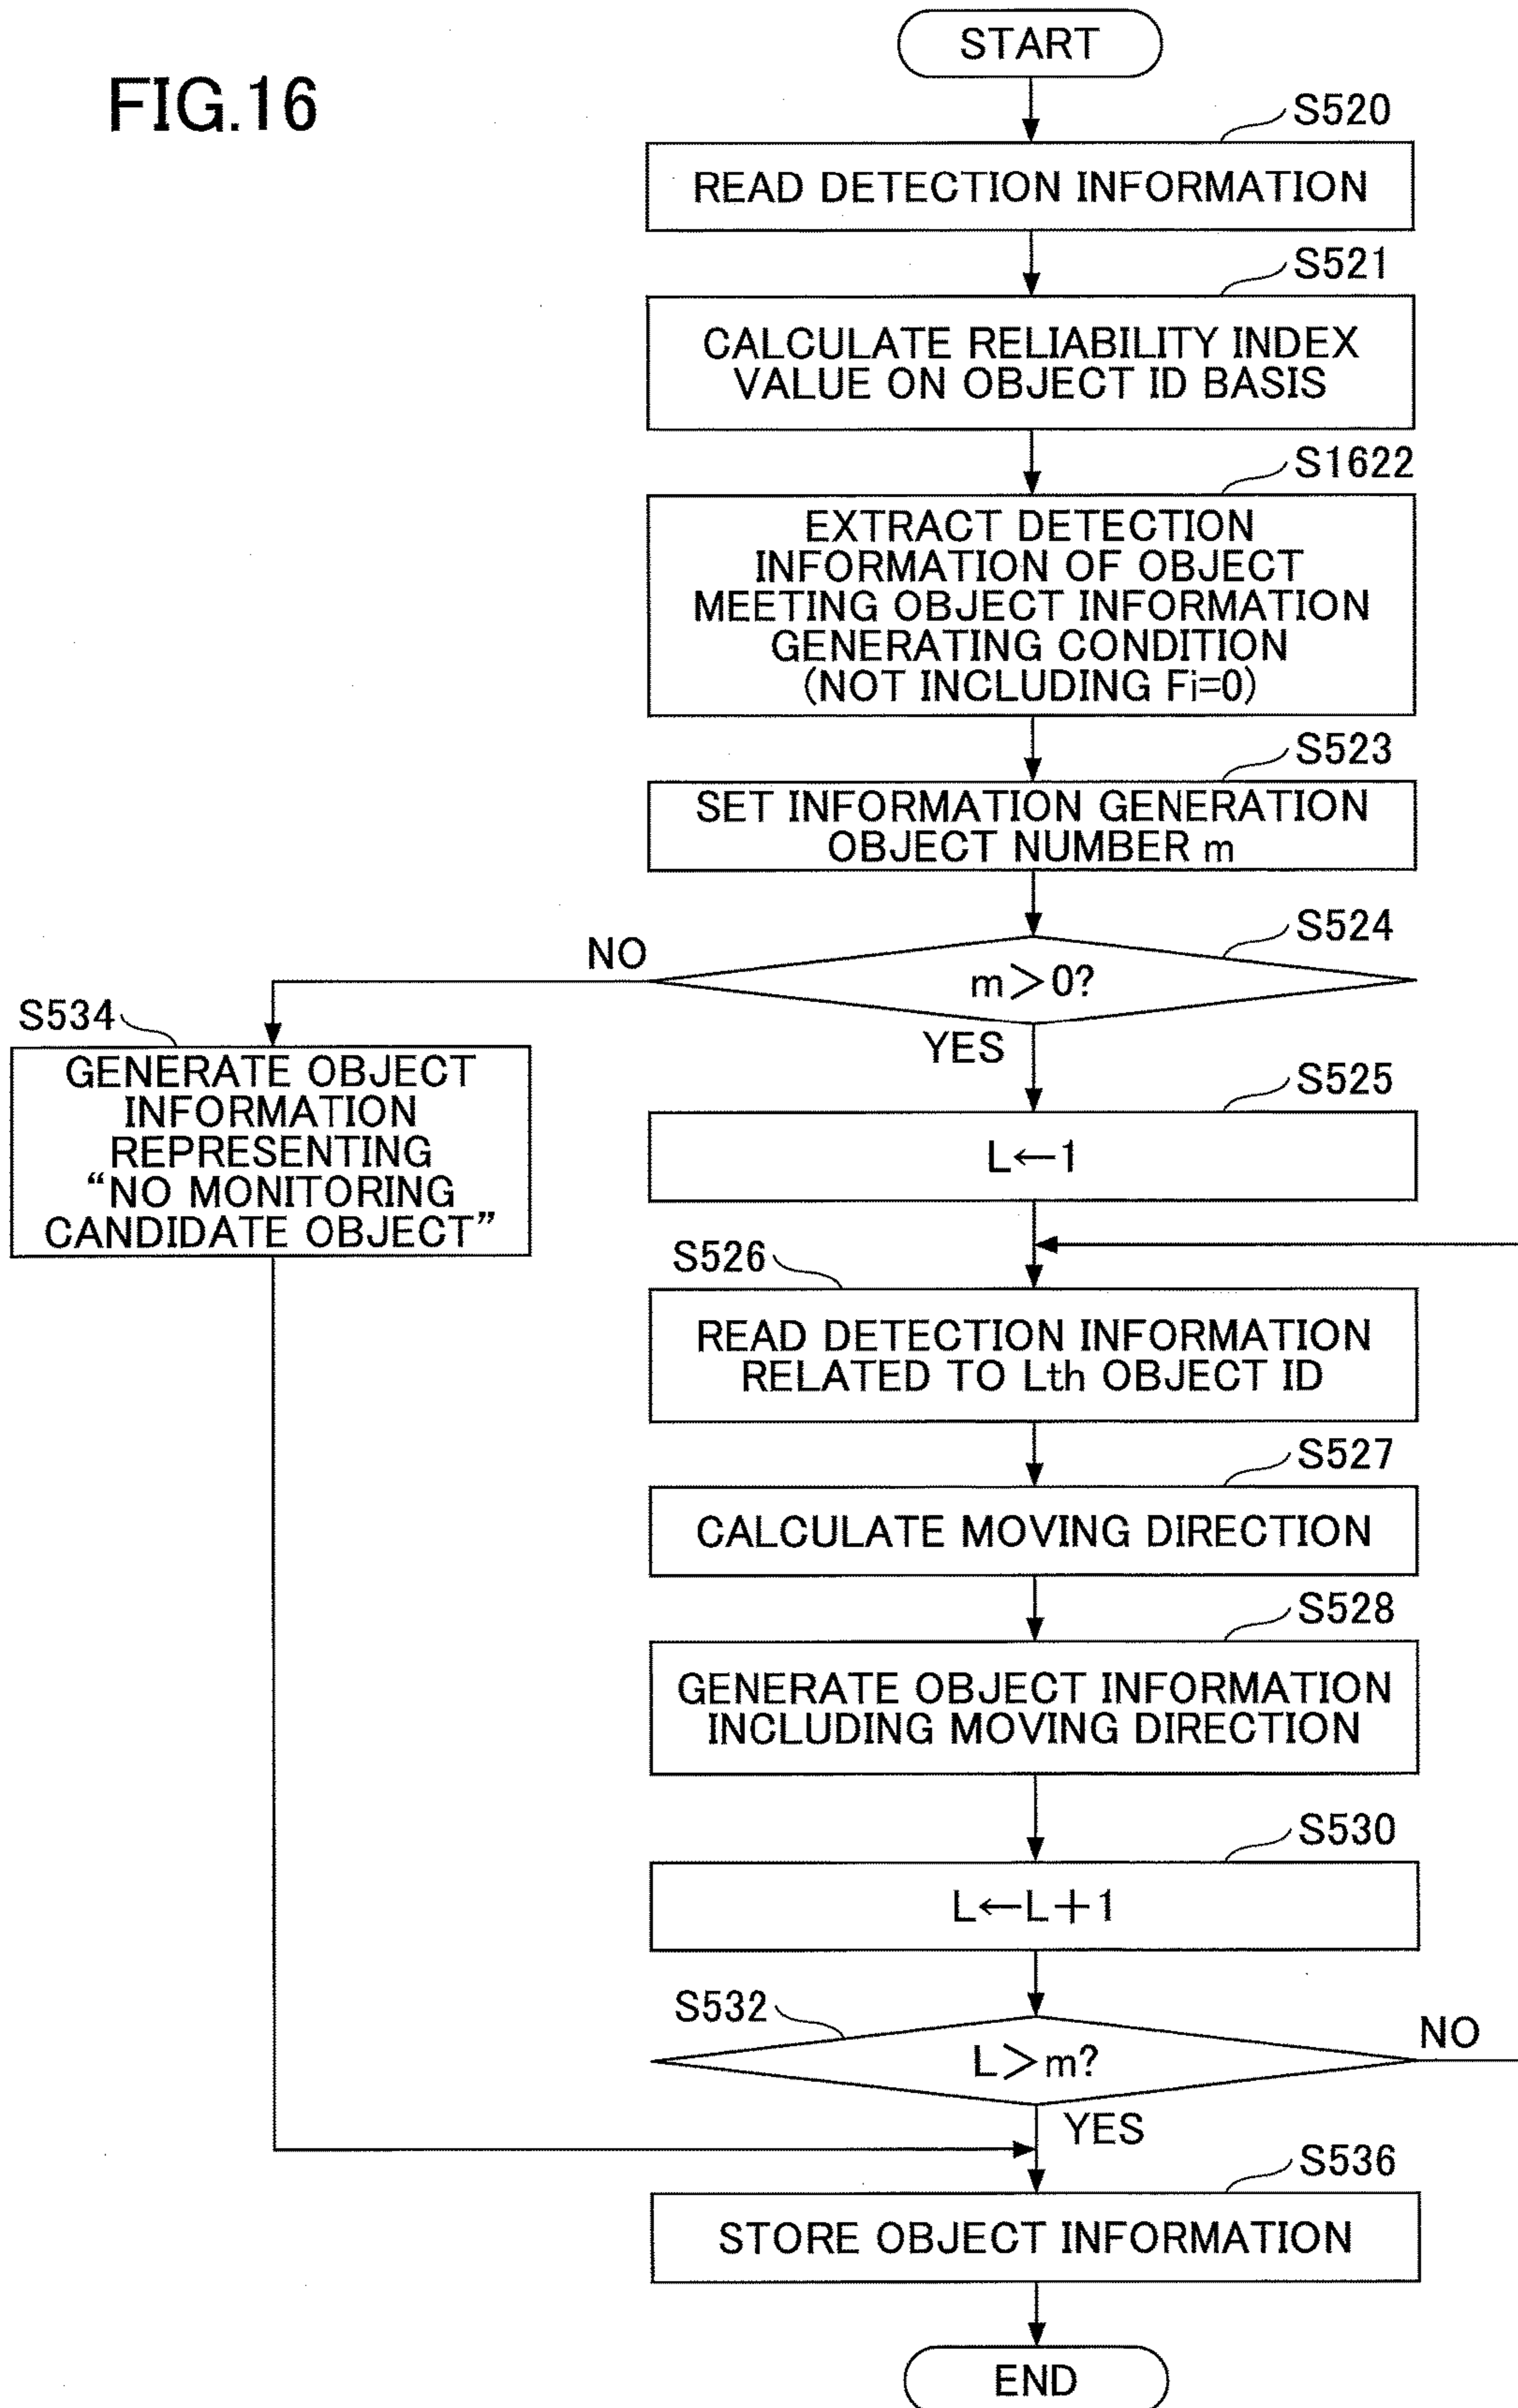 FIG.16
START
S520
READ DETECTION INFORMATION
S521
CALCULATE RELIABILITY INDEX
VALUE ON OBJECT ID BASIS
S1622
EXTRACT DETECTION
INFORMATION OF OBJECT
MEETING OBJECT INFORMATION
GENERATING CONDITION
(NOT INCLUDING Fi=0)
S523
SET INFORMATION GENERATION
OBJECT NUMBER m
S524
NO
m>0?
YES
S534
GENERATE OBJECT
INFORMATION
REPRESENTING
“NO MONITORING
CANDIDATE OBJECT”
S525
L←1
S526
READ DETECTION INFORMATION
RELATED TO Lth OBJECT ID
S527
CALCULATE MOVING DIRECTION
S528
GENERATE OBJECT INFORMATION
INCLUDING MOVING DIRECTION
S530
L←L+1
S532
L>m?
NO
YES
S536
STORE OBJECT INFORMATION
END